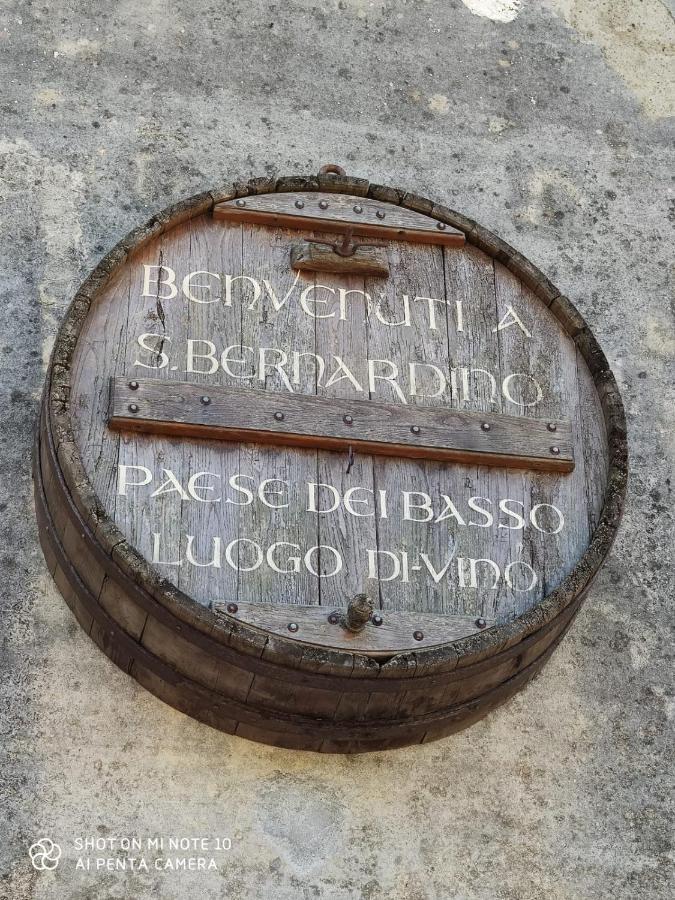 BENVENUTI A
S. BERNARDINO
PAESE DEI BASSO
LUOGO DI-VINO
SHOT ON MI NOTE 10
AI PENTA CAMERA